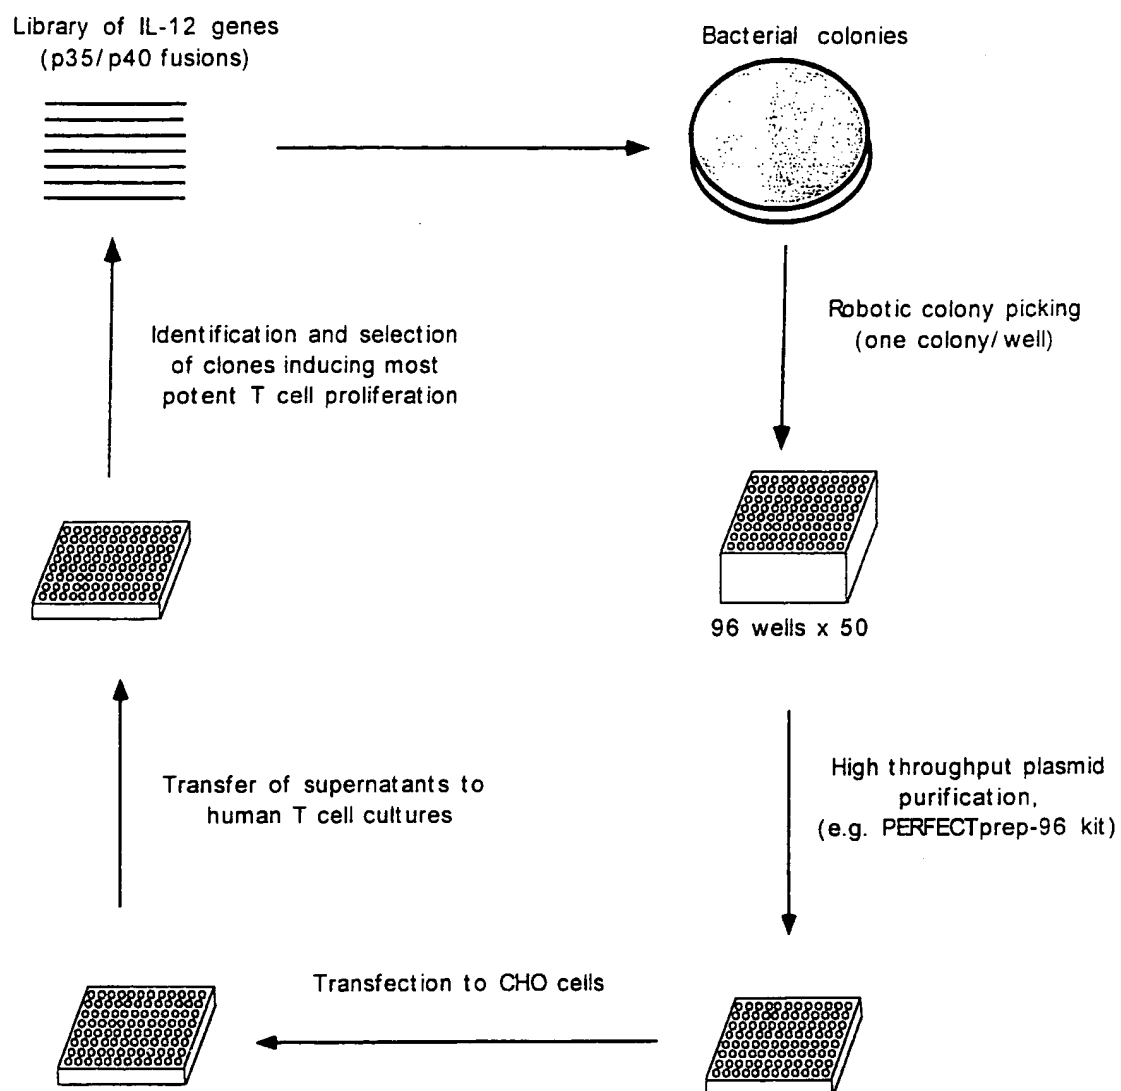 Library of IL-12 genes
(p35/p40 fusions)
Bacterial colonies
Robotic colony picking
(one colony/well)
Identification and selection
of clones inducing most
potent T cell proliferation
96 wells x 50
High throughput plasmid
purification,
(e.g. PERFECTprep-96 kit)
Transfer of supernatants to
human T cell cultures
Transfection to CHO cells